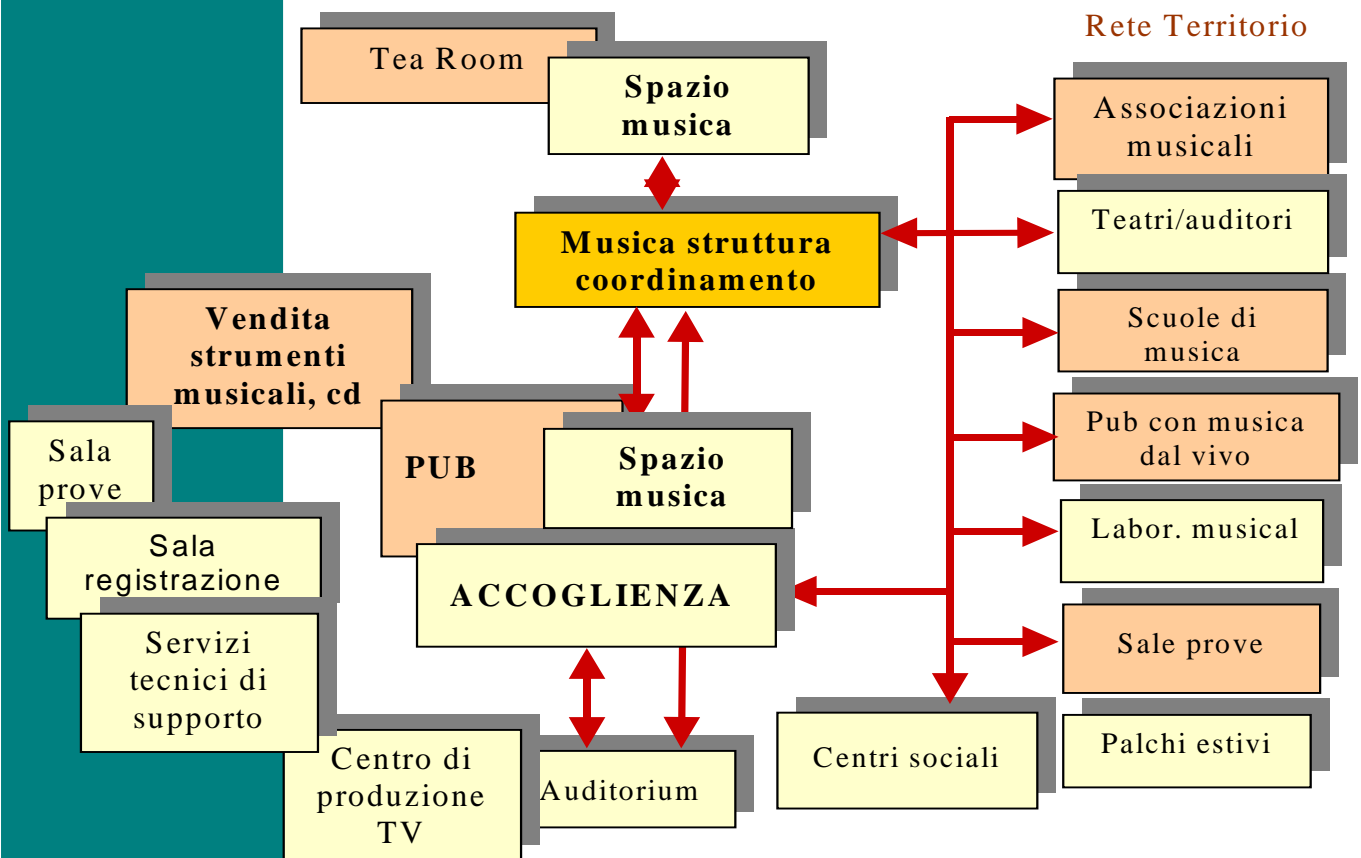 Rete Territorio
Tea Room
Spazio
musica
Musica struttura
coordinamento
Vendita
strumenti
musicali, cd
Sala
prove
Sala
registrazione
Servizi
tecnici di
supporto
Centro di
produzione
TV
PUB
Spazio
musica
ACCOGLIENZA
Auditorium
Associazioni
musicali
Teatri/auditori
Scuole di
musica
Pub con musica
dal vivo
Labor. musical
Sale prove
Centri sociali
Palchi estivi